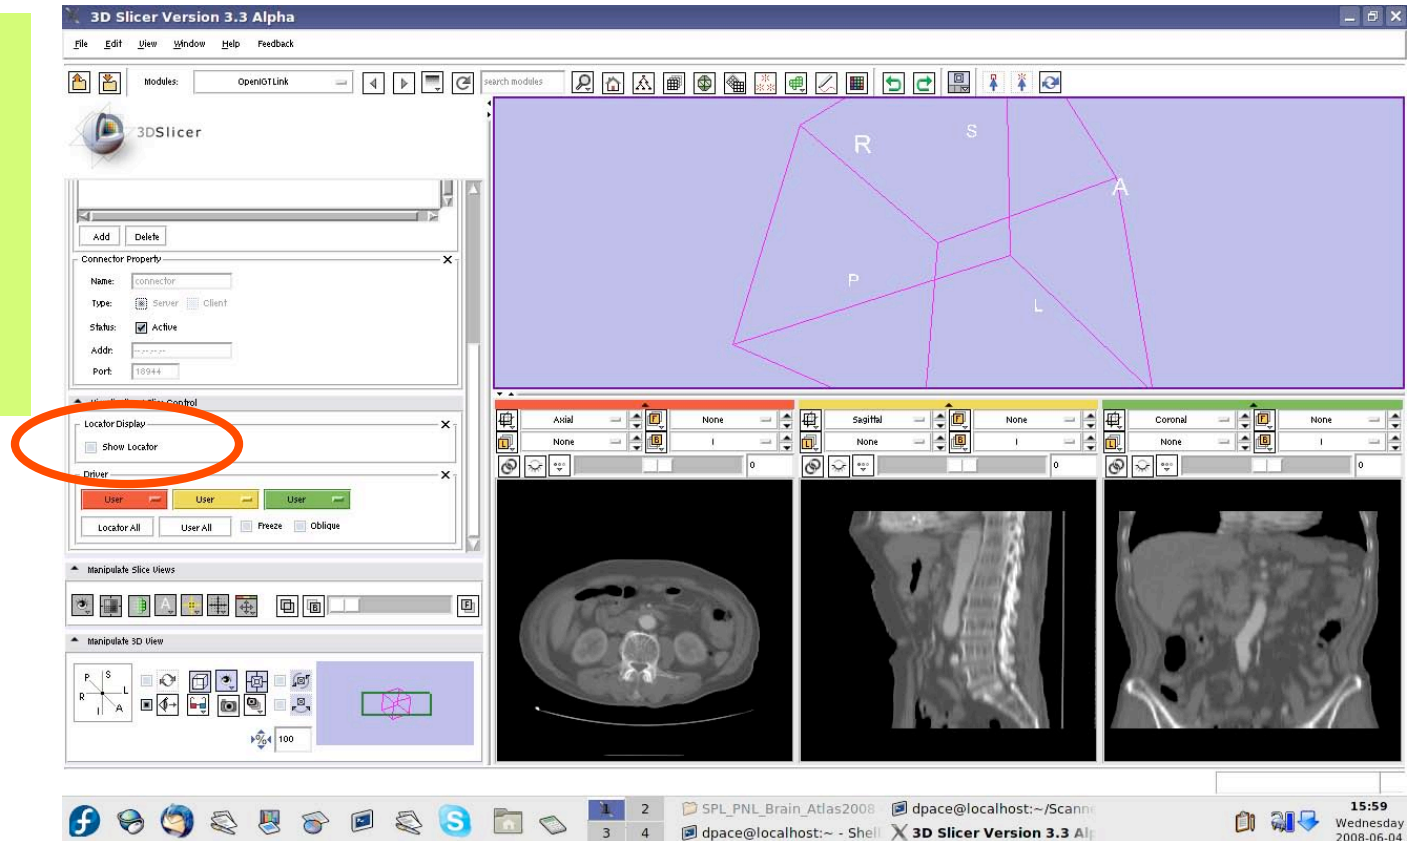 3D Slicer Version 3.3 Alpha
File Edit View Window Help Feedback
Modules: OpenIGTLink search modules
3DSlicer
R S
A
P
L
Add Delete
Connector Property
Name: connector
Type: Server Client
Status: Active
Addr: --.--.--.--
Port: 18944
Locator Display
Show Locator
Driver
User User User
Locator All User All Freeze Oblique
Manipulate Slice Views
Manipulate 3D View
P S
R L
I A
100
Axial None
None I
0
Sagittal None
None I
0
Coronal None
None I
0
1 2
3 4
SPL_PNL_Brain_Atlas2008
dpace@localhost:~ - Shell
dpace@localhost:~/Scann
3D Slicer Version 3.3 Alp
15:59
Wednesday
2008-06-04